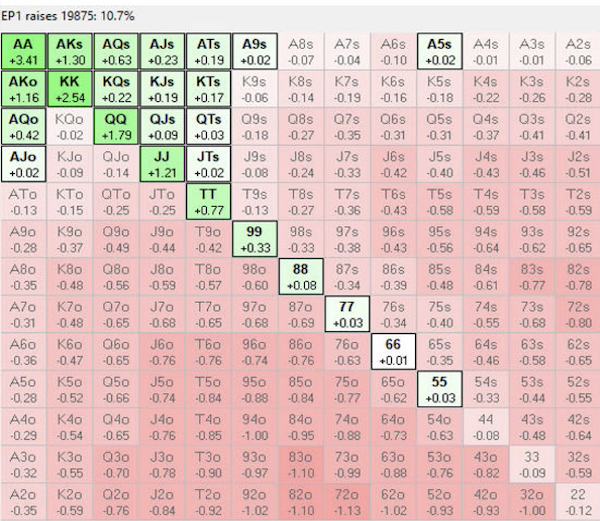 EP1 raises 19875: 10.7%
AA AKs AQs AJs ATs A9s A8s A7s A6s A5s A4s A3s A2s
+3.41 +1.30 +0.63 +0.23 +0.19 +0.02 -0.07 -0.04 -0.10 +0.02 -0.01 -0.01 -0.06
AKo KK KQs KJs KTs K9s K8s K7s K6s K5s K4s K3s K2s
+1.16 +2.54 +0.22 +0.19 +0.17 -0.06 -0.14 -0.19 -0.16 -0.18 -0.22 -0.26 -0.28
AQo KQo QQ QJs QTs Q9s Q8s Q7s Q6s Q5s Q4s Q3s Q2s
+0.42 -0.02 +1.79 +0.09 +0.03 -0.18 -0.27 -0.35 -0.31 -0.31 -0.37 -0.41 -0.41
AJo KJo QJo JJ JTs J9s J8s J7s J6s J5s J4s J3s J2s
+0.02 -0.09 -0.14 +1.21 +0.02 -0.08 -0.24 -0.33 -0.42 -0.40 -0.43 -0.46 -0.51
ATo KTo QTo JTo TT T9s T8s T7s T6s T5s T4s T3s T2s
-0.13 -0.15 -0.25 -0.25 +0.77 -0.13 -0.27 -0.36 -0.43 -0.58 -0.59 -0.58 -0.59
A9o K9o Q9o J9o T9o 99 98s 97s 96s 95s 94s 93s 92s
-0.28 -0.37 -0.49 -0.44 -0.42 +0.33 -0.33 -0.38 -0.43 -0.56 -0.64 -0.62 -0.65
A8o K8o Q8o J8o T8o 98o 88 87s 86s 85s 84s 83s 82s
-0.35 -0.48 -0.56 -0.59 -0.57 -0.60 +0.08 -0.34 -0.39 -0.48 -0.61 -0.77 -0.78
A7o K7o Q7o J7o T7o 97o 87o 77 76s 75s 74s 73s 72s
-0.31 -0.48 -0.65 -0.68 -0.68 -0.68 -0.69 +0.03 -0.34 -0.40 -0.55 -0.68 -0.80
A6o K6o Q6o J6o T6o 96o 86o 76o 66 65s 64s 63s 62s
-0.36 -0.47 -0.65 -0.76 -0.76 -0.74 -0.76 -0.63 +0.01 -0.35 -0.46 -0.58 -0.65
A5o K5o Q5o J5o T5o 95o 85o 75o 65o 55 54s 53s 52s
-0.28 -0.52 -0.66 -0.74 -0.84 -0.88 -0.84 -0.77 -0.62 +0.03 -0.33 -0.44 -0.55
A4o K4o Q4o J4o T4o 94o 84o 74o 64o 54o 44 43s 42s
-0.29 -0.54 -0.65 -0.76 -0.85 -1.00 -0.95 -0.88 -0.73 -0.63 -0.08 -0.48 -0.64
A3o K3o Q3o J3o T3o 93o 83o 73o 63o 53o 43o 33 32s
-0.32 -0.55 -0.70 -0.78 -0.90 -0.97 -1.10 -0.99 -0.88 -0.76 -0.82 -0.09 -0.59
A2o K2o Q2o J2o T2o 92o 82o 72o 62o 52o 42o 32o 22
-0.35 -0.59 -0.76 -0.84 -0.92 -1.02 -1.10 -1.13 -1.02 -0.93 -0.93 -1.00 -0.12